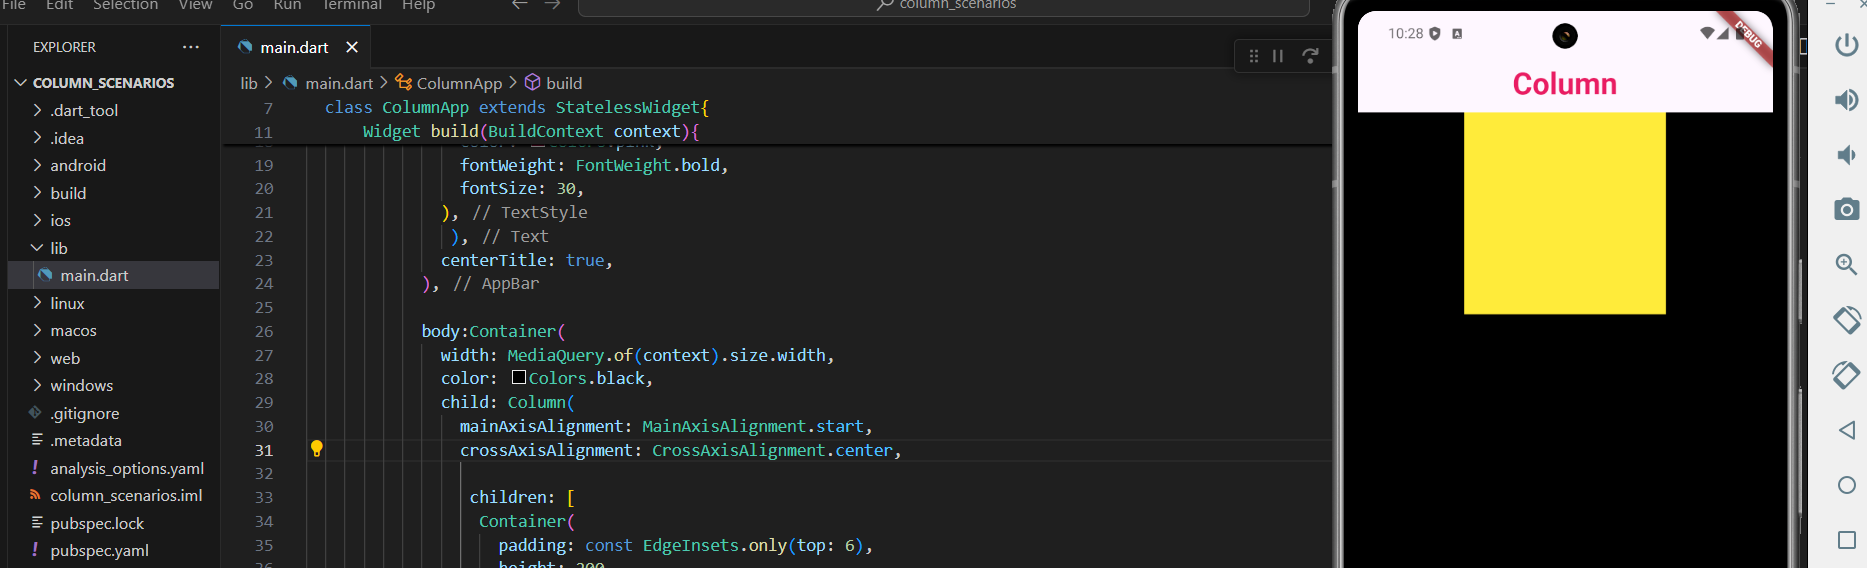 File Edit Selection View Go Run Terminal Help
column_scenarios
EXPLORER
main.dart
COLUMN_SCENARIOS
.dart_tool
.idea
android
build
ios
lib
main.dart
linux
macos
web
windows
.gitignore
.metadata
analysis_options.yaml
column_scenarios.iml
pubspec.lock
pubspec.yaml
lib > main.dart > ColumnApp > build
7 class ColumnApp extends StatelessWidget{
11 Widget build(BuildContext context){
19 fontWeight: FontWeight.bold,
20 fontSize: 30,
21 ), // TextStyle
22 ), // Text
23 centerTitle: true,
24 ), // AppBar
25
26 body:Container(
27 width: MediaQuery.of(context).size.width,
28 color: Colors.black,
29 child: Column(
30 mainAxisAlignment: MainAxisAlignment.start,
31 crossAxisAlignment: CrossAxisAlignment.center,
32
33 children: [
34 Container(
35 padding: const EdgeInsets.only(top: 6),
height: 200
10:28
DEBUG
Column